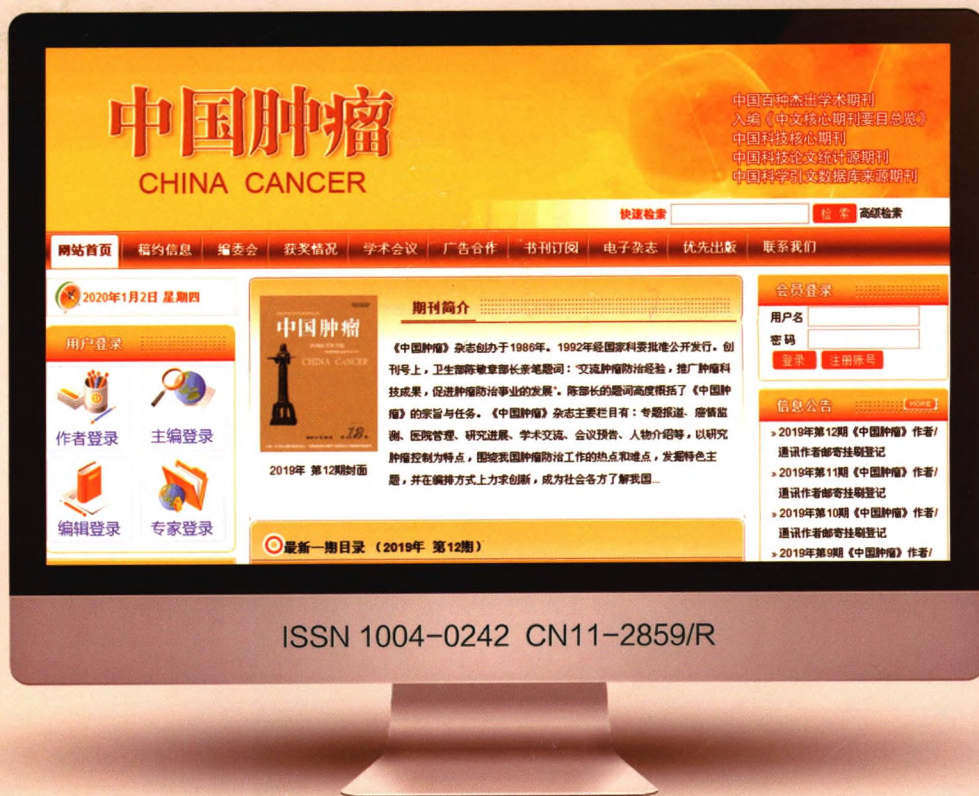 中国肿瘤
CHINA CANCER
中国百种杰出学术期刊
入编《中文核心期刊要目总览》
中国科技核心期刊
中国科技论文统计源期刊
中国科学引文数据库来源期刊
快速检索 检 索 高级检索
网站首页 稿约信息 编委会 获奖情况 学术会议 广告合作 书刊订阅 电子杂志 优先出版 联系我们
2020年1月2日 星期四
用户登录
作者登录 主编登录
编辑登录 专家登录
中国肿瘤
CHINA CANCER
2019年 第12期封面
期刊简介
《中国肿瘤》杂志创办于1986年。1992年经国家科委批准公开发行。创
刊号上，卫生部陈敏章部长亲笔题词：“交流肿瘤防治经验，推广肿瘤科
技成果，促进肿瘤防治事业的发展”。陈部长的题词高度概括了《中国肿
瘤》的宗旨与任务。《中国肿瘤》杂志主要栏目有：专题报道、癌情监
测、医院管理、研究进展、学术交流、会议预告、人物介绍等，以研究
肿瘤控制为特点，围绕我国肿瘤防治工作的热点和难点，发掘特色主
题，并在编排方式上力求创新，成为社会各方了解我国...
最新一期目录 （2019年 第12期）
会员登录
用户名
密码
登录 注册账号
信息公告 MORE
» 2019年第12期《中国肿瘤》作者/
通讯作者邮寄挂刷登记
» 2019年第11期《中国肿瘤》作者/
通讯作者邮寄挂刷登记
» 2019年第10期《中国肿瘤》作者/
通讯作者邮寄挂刷登记
» 2019年第9期《中国肿瘤》作者/
ISSN 1004-0242 CN11-2859/R